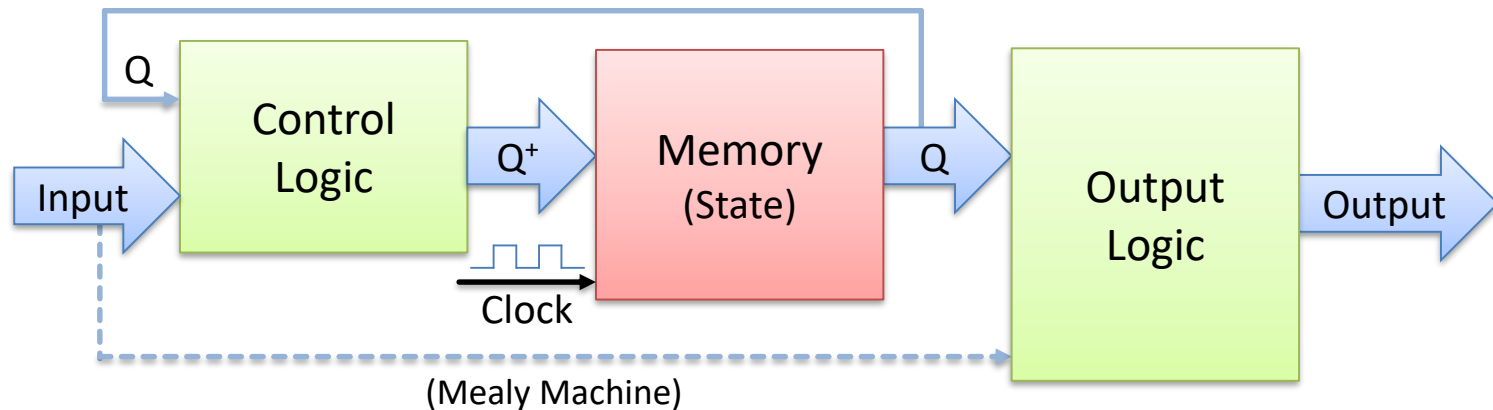 Q
Control
Logic
Input
Q⁺
Clock
Memory
(State)
Q
Output
Logic
Output
(Mealy Machine)